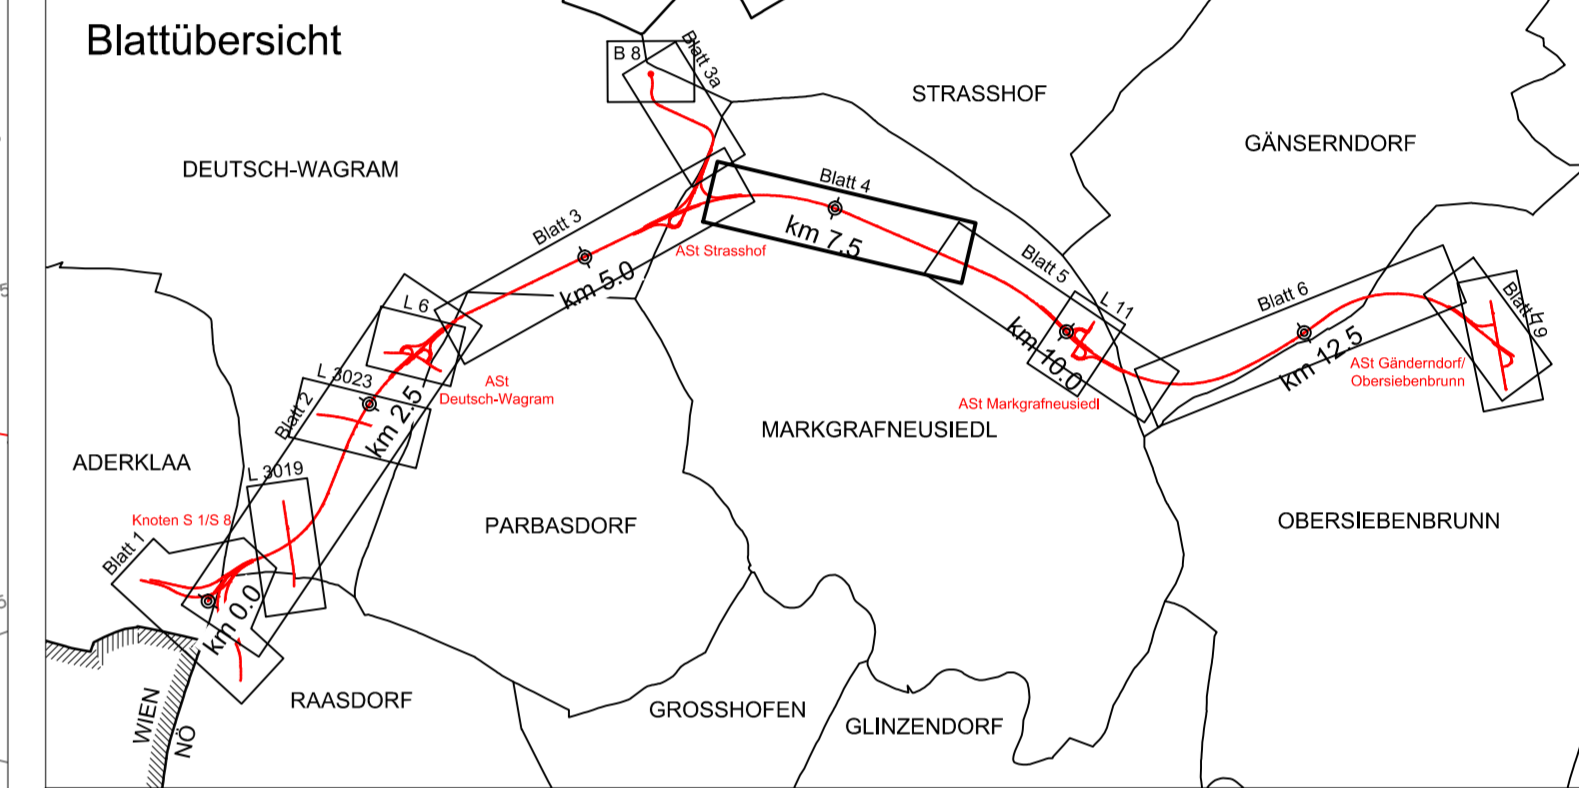 Blattübersicht
B 8
Blatt 3a
STRASSHOF
GÄNSERNDORF
DEUTSCH-WAGRAM
Blatt 4
Blatt 3
km 7.5
ASt Strasshof
km 5.0
Blatt 5
L 11
Blatt 6
L 6
km 10.0
km 12.5
ASt Gänderndorf/
Obersiebenbrunn
L 3023
ASt
Deutsch-Wagram
Blatt 2
km 2.5
ASt Markgrafneusiedl
MARKGRAFNEUSIEDL
ADERKLAA
L 3019
Knoten S 1/S 8
PARBASDORF
OBERSIEBENBRUNN
Blatt 1
km 0.0
RAASDORF
GROSSHOFEN
GLINZENDORF
WIEN
NÖ